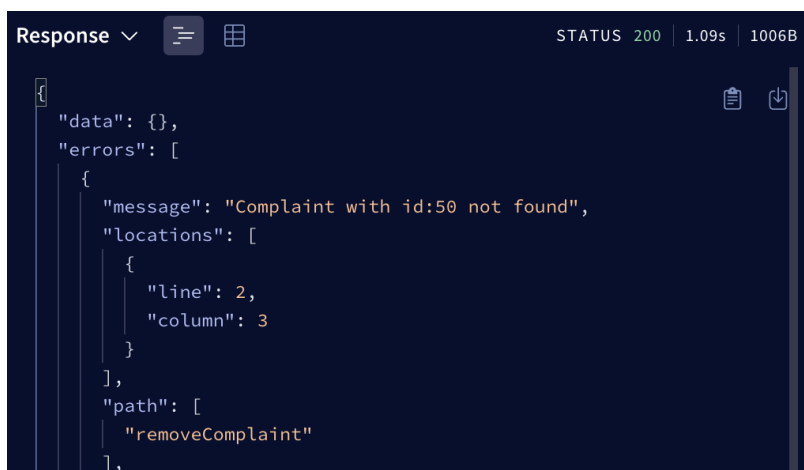 Response STATUS 200 1.09s 1006B
{
"data": {},
"errors": [
{
"message": "Complaint with id:50 not found",
"locations": [
{
"line": 2,
"column": 3
}
],
"path": [
"removeComplaint"
],